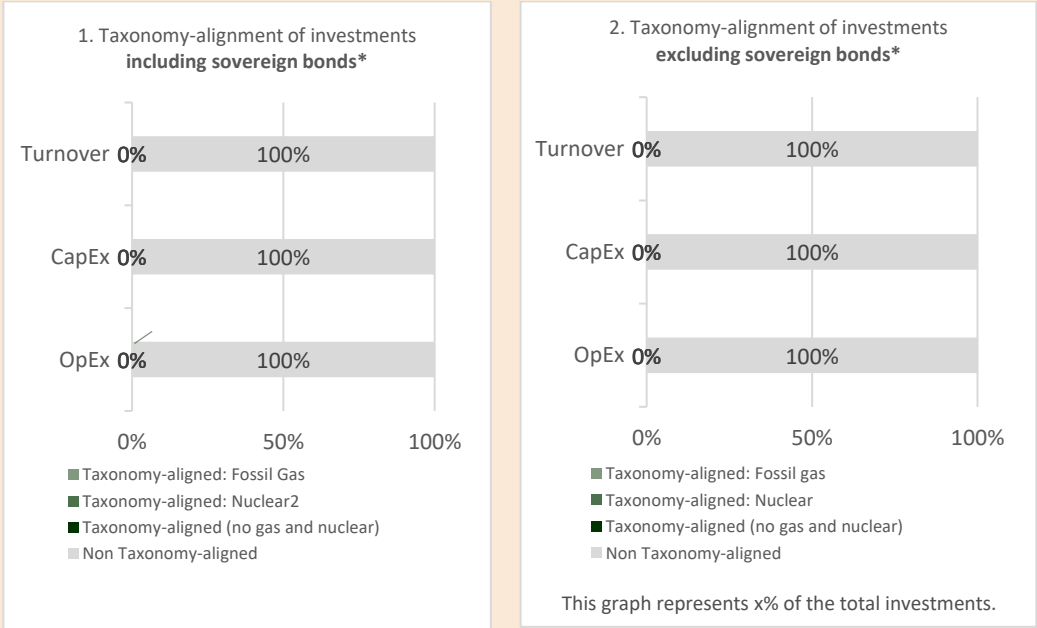 1. Taxonomy-alignment of investments
including sovereign bonds*
Turnover 0% 100%
CapEx 0% 100%
OpEx 0% 100%
0% 50% 100%
Taxonomy-aligned: Fossil Gas
Taxonomy-aligned: Nuclear2
Taxonomy-aligned (no gas and nuclear)
Non Taxonomy-aligned
2. Taxonomy-alignment of investments
excluding sovereign bonds*
Turnover 0% 100%
CapEx 0% 100%
OpEx 0% 100%
0% 50% 100%
Taxonomy-aligned: Fossil gas
Taxonomy-aligned: Nuclear
Taxonomy-aligned (no gas and nuclear)
Non Taxonomy-aligned
This graph represents x% of the total investments.